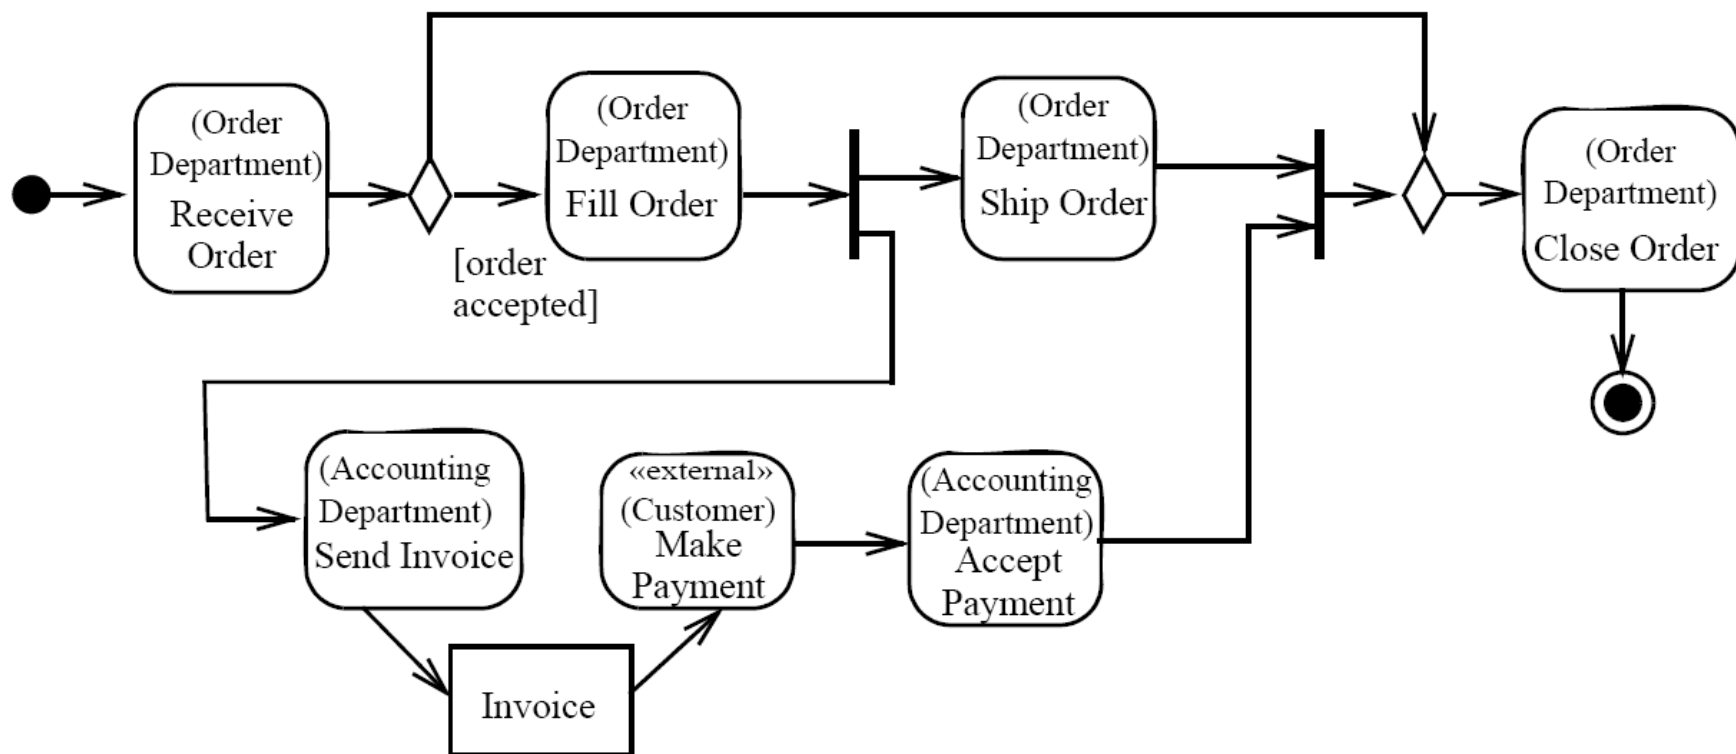 (Order
Department)
Receive
Order
[order
accepted]
(Order
Department)
Fill Order
(Order
Department)
Ship Order
(Order
Department)
Close Order
(Accounting
Department)
Send Invoice
Invoice
«external»
(Customer)
Make
Payment
(Accounting
Department)
Accept
Payment